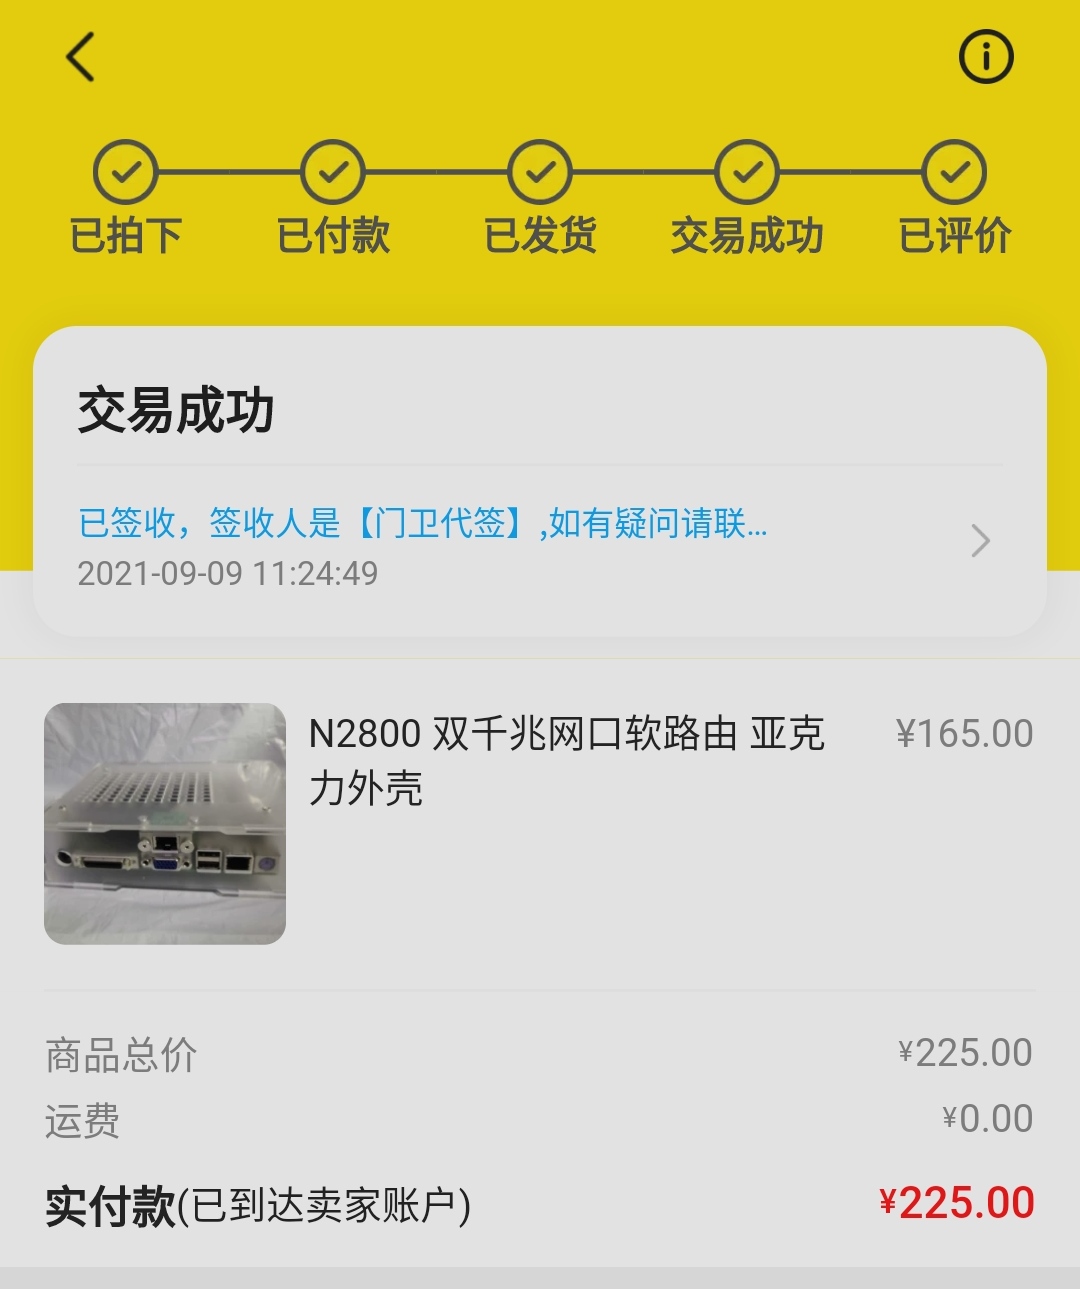 已拍下
已付款
已发货
交易成功
已评价
交易成功
已签收，签收人是【门卫代签】,如有疑问请联...
2021-09-09 11:24:49
N2800 双千兆网口软路由 亚克
力外壳
¥165.00
商品总价
¥225.00
运费
¥0.00
实付款(已到达卖家账户)
¥225.00